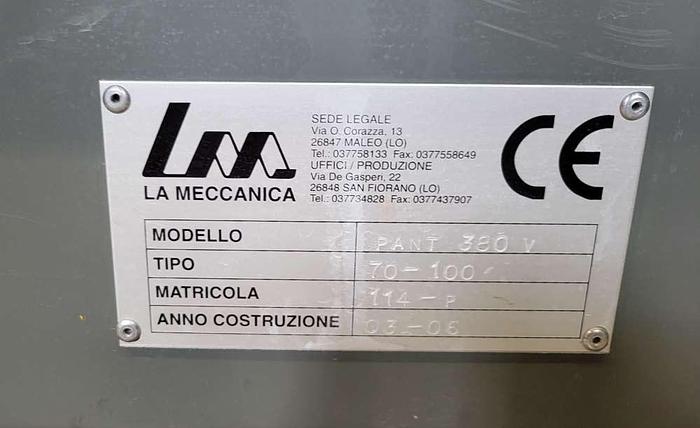 Lm
LA MECCANICA
SEDE LEGALE
Via O. Corazza, 13
26847 MALEO (LO)
Tel.: 037758133 Fax: 0377558649
UFFICI / PRODUZIONE
Via De Gasperi, 22
26848 SAN FIORANO (LO)
Tel.: 037734828 Fax: 0377437907
CE
MODELLO PANT 380 V
TIPO 70-100
MATRICOLA 114-P
ANNO COSTRUZIONE 03-06